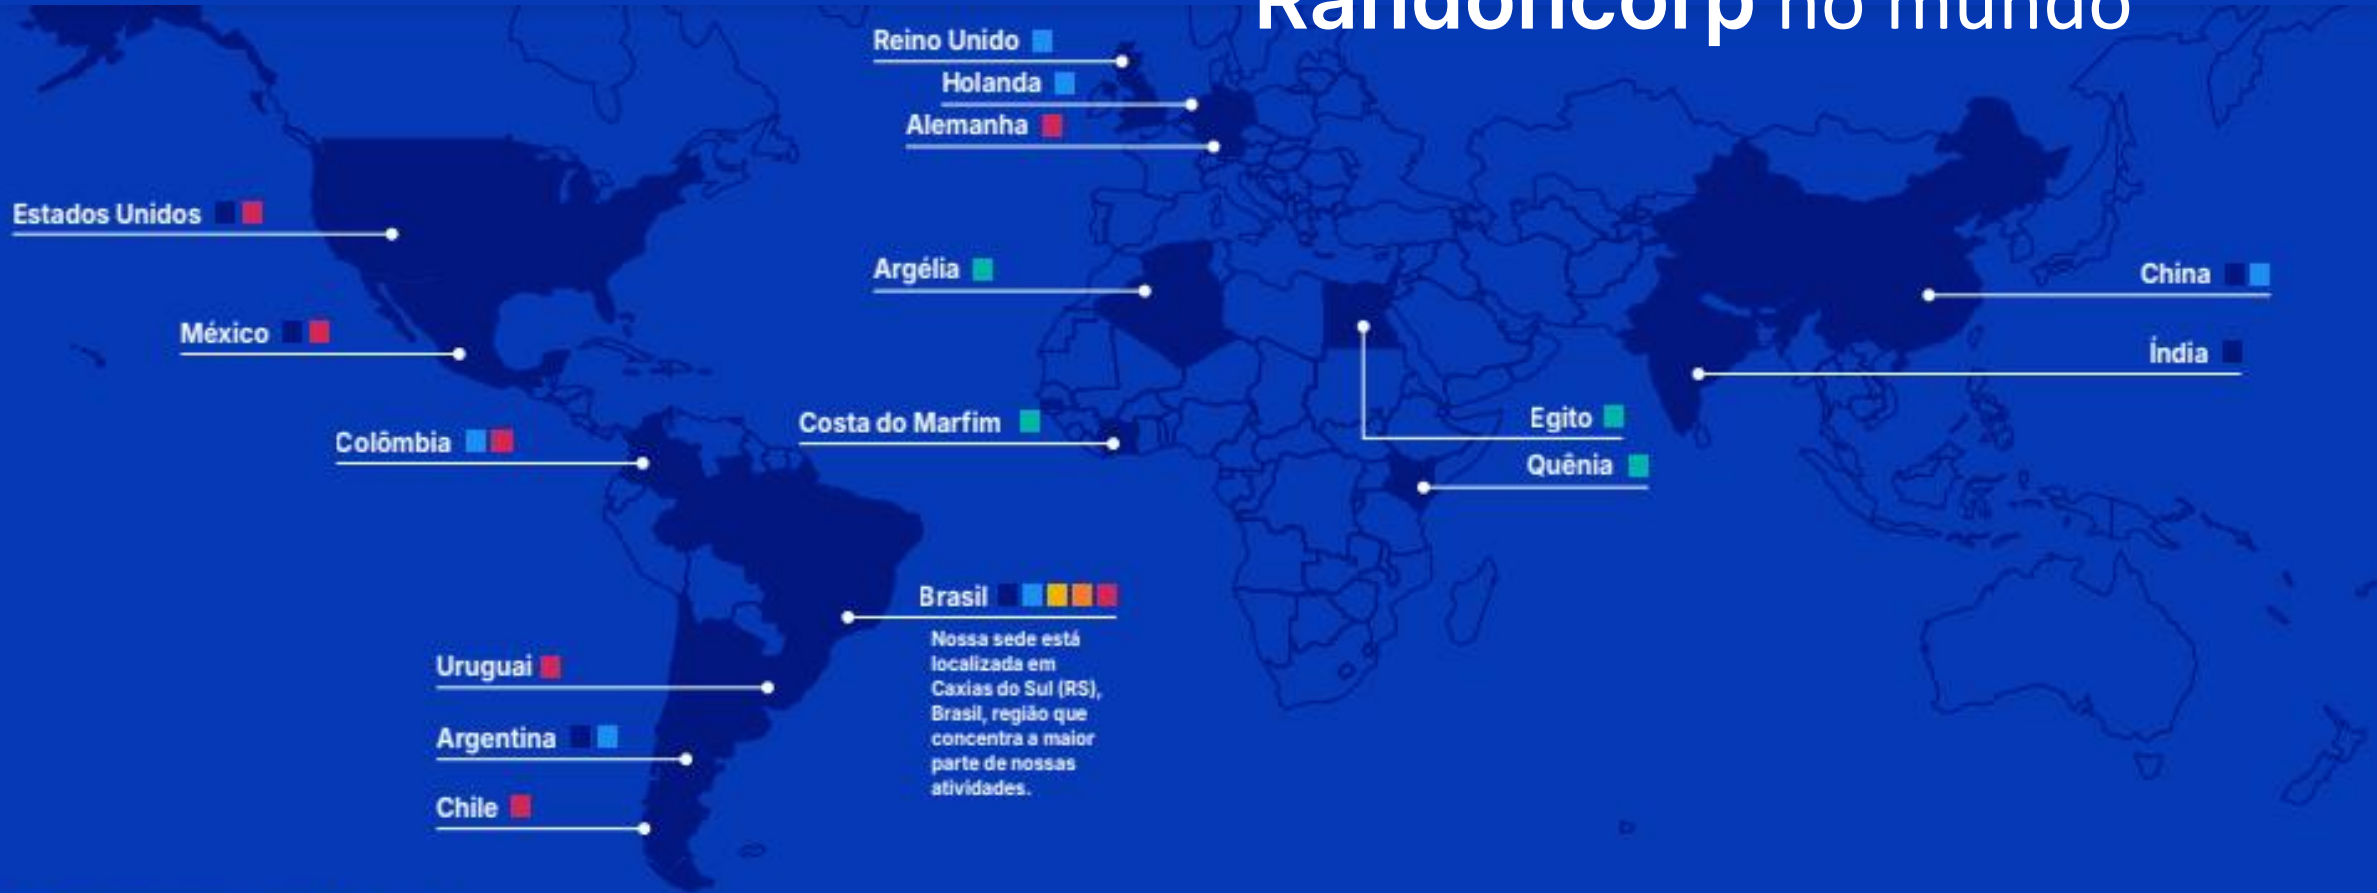 Randoncorp no mundo
Reino Unido
Holanda
Alemanha
Estados Unidos
Argélia
China
México
Índia
Costa do Marfim
Egito
Colômbia
Quênia
Brasil
Nossa sede está
localizada em
Caxias do Sul (RS),
Brasil, região que
concentra a maior
parte de nossas
atividades.
Uruguai
Argentina
Chile